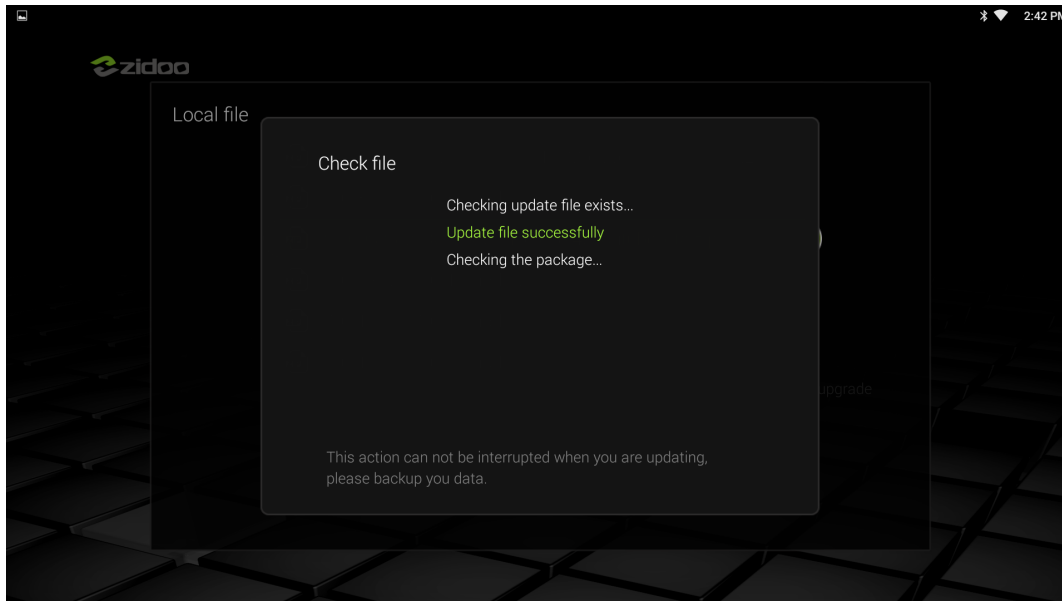 2:42 PM
zidoo
Local file
Check file
Checking update file exists...
Update file successfully
Checking the package...
upgrade
This action can not be interrupted when you are updating,
please backup you data.